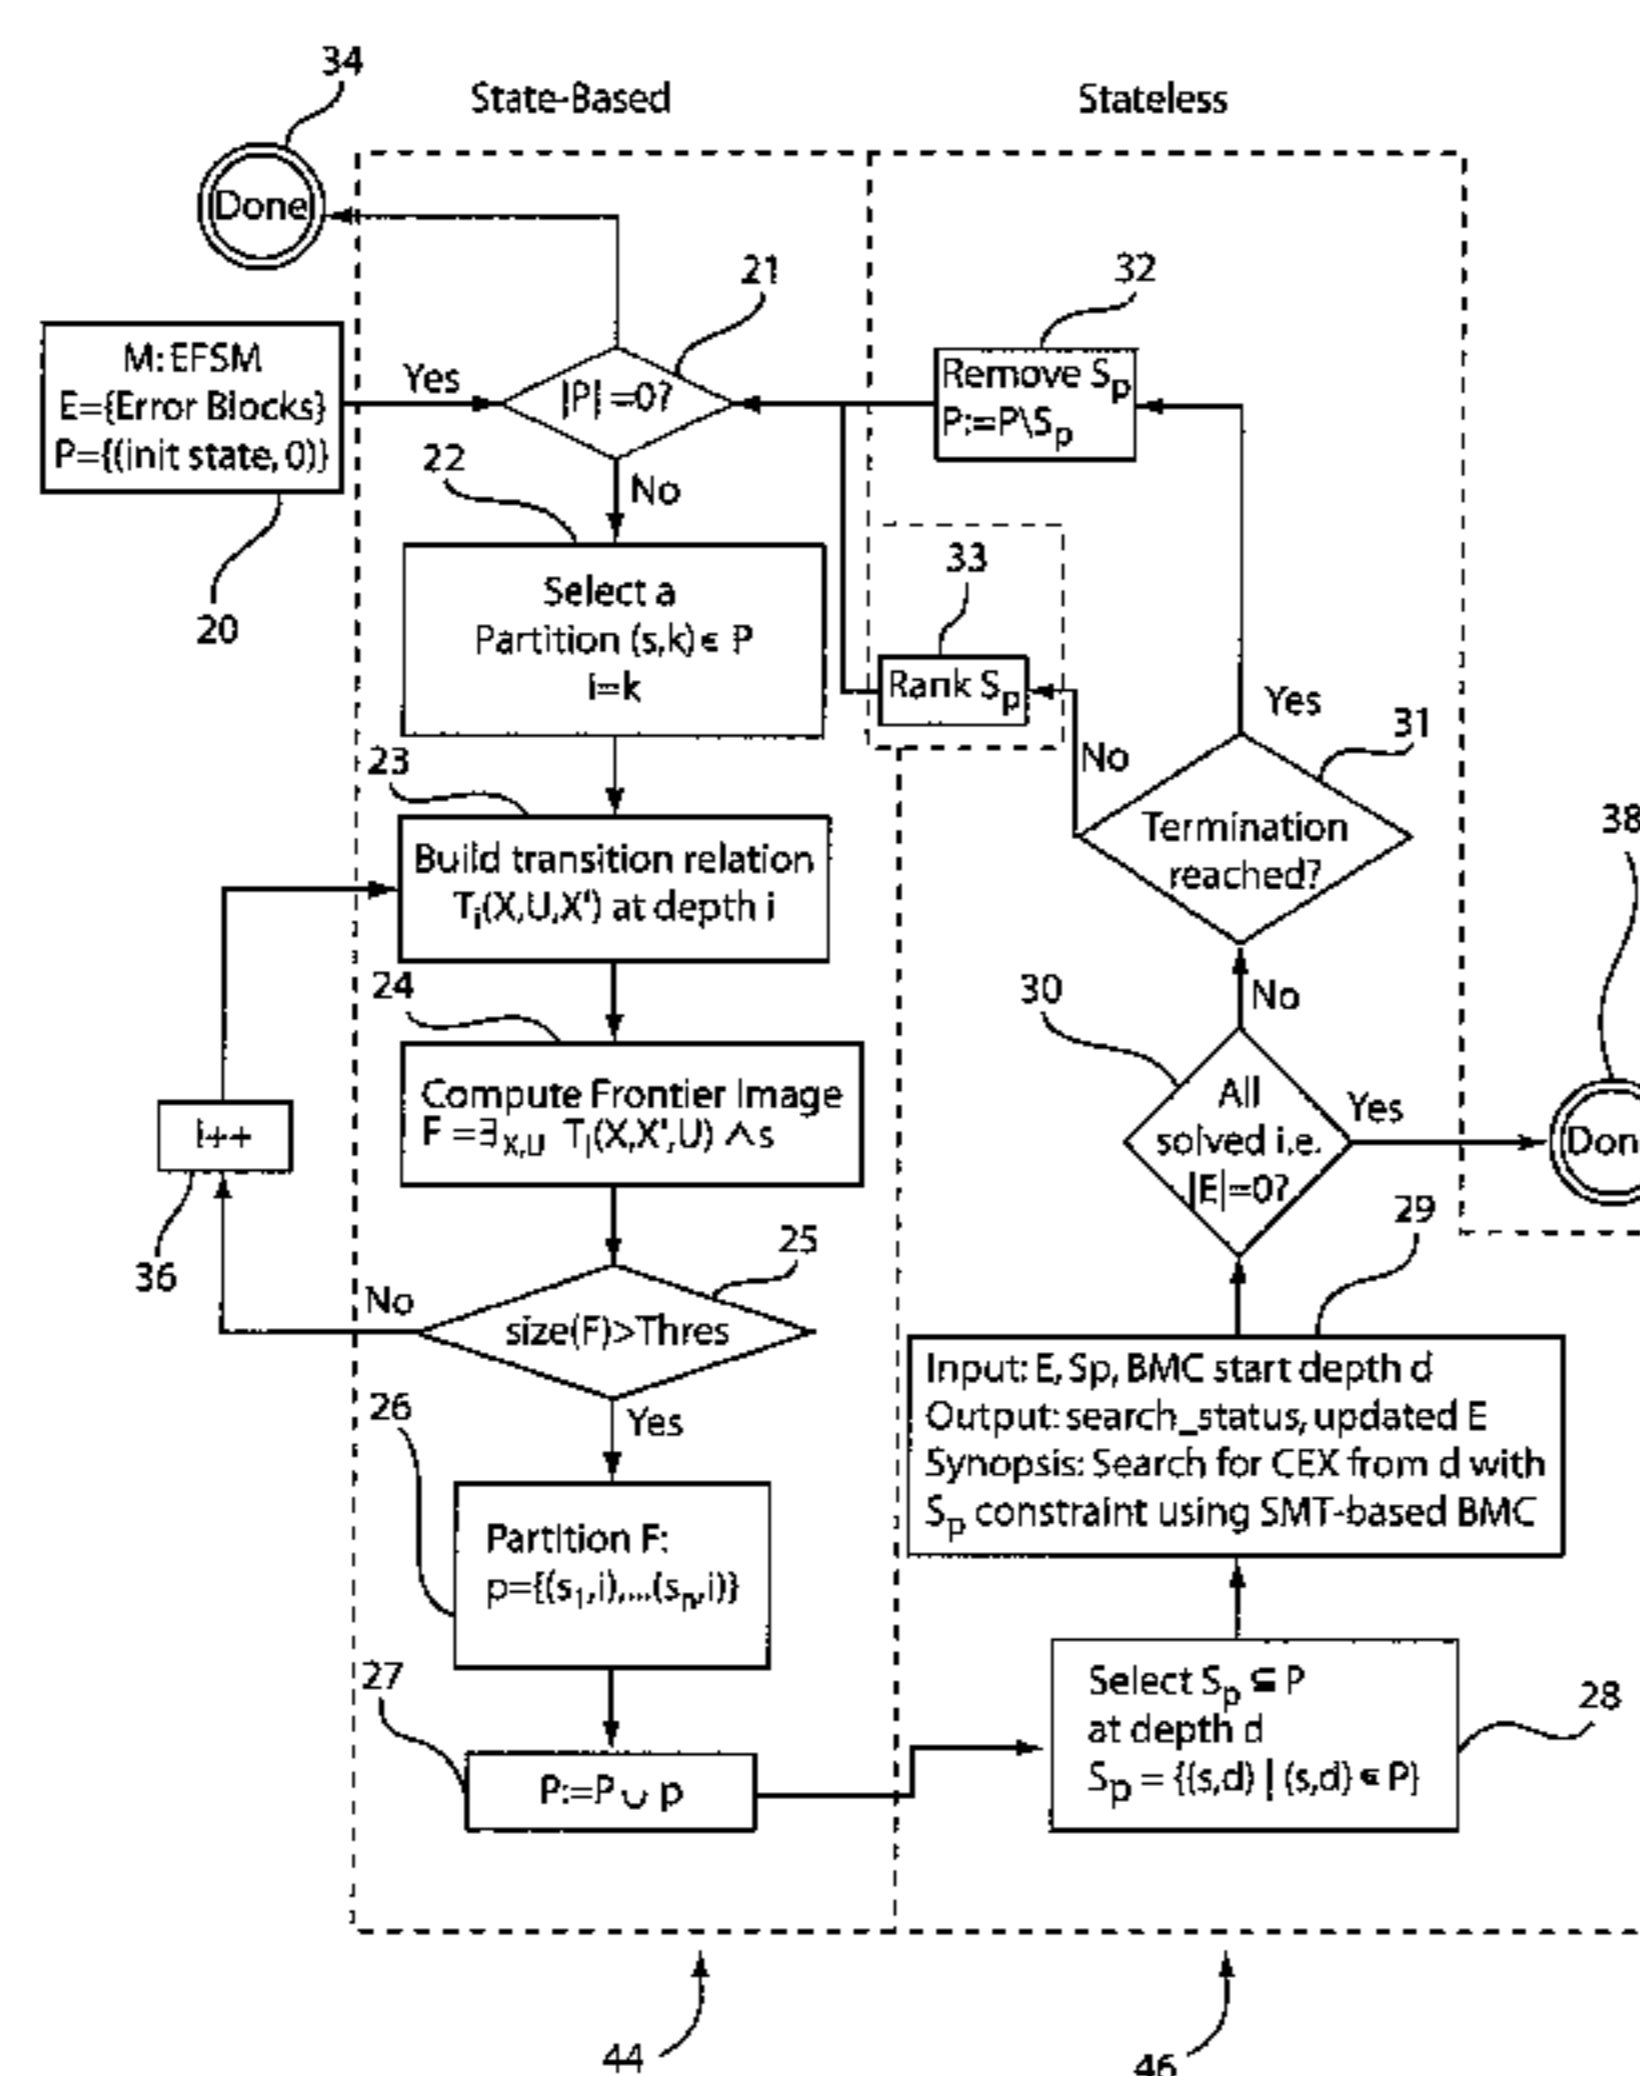 34
State-Based
Stateless
Done
21
32
M: EFSM
E={Error Blocks}
P={(init state, 0)}
Yes
|P| =0?
Remove Sp
P:=P\Sp
22
No
20
Select a
Partition (s,k)∈ P
i=k
33
Rank Sp
Yes
31
No
23
Termination
reached?
38
Build transition relation
Ti(X,U,X') at depth i
24
30
No
Compute Frontier Image
F =∃X,U Ti(X,X',U) ∧s
i++
All
solved i.e.
|E|=0?
Yes
Don
36
25
29
No
size(F)>Thres
Input: E, Sp, BMC start depth d
Output: search_status, updated E
Synopsis: Search for CEX from d with
Sp constraint using SMT-based BMC
26
Yes
Partition F:
p={(s1,i),...(sn,i)}
27
Select Sp ⊆ P
at depth d
Sp = {(s,d) | (s,d} ∈ P}
28
P:=P ∪ p
44
46